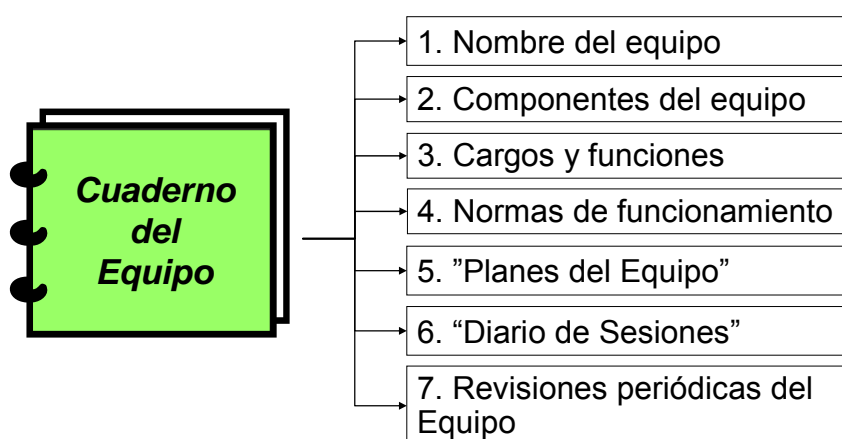 Cuaderno
del
Equipo
1. Nombre del equipo
2. Componentes del equipo
3. Cargos y funciones
4. Normas de funcionamiento
5. ”Planes del Equipo”
6. “Diario de Sesiones”
7. Revisiones periódicas del
Equipo